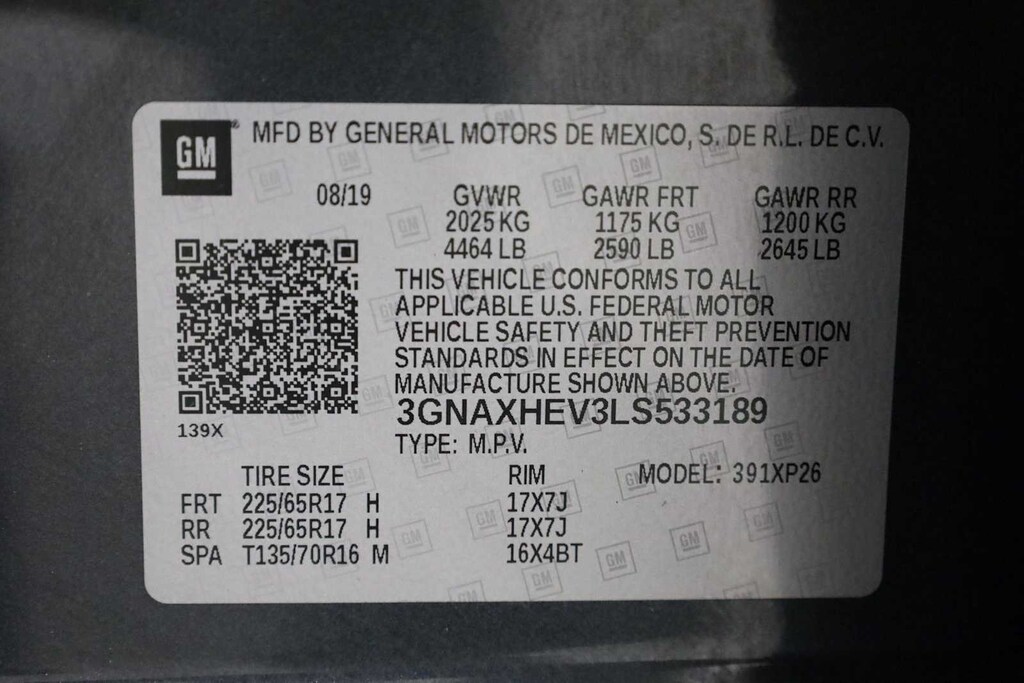 GM® MFD BY GENERAL MOTORS DE MEXICO, S. DE R.L. DE C.V.
08/19 GVWR GAWR FRT GAWR RR
2025 KG 1175 KG 1200 KG
4464 LB 2590 LB 2645 LB
THIS VEHICLE CONFORMS TO ALL
APPLICABLE U.S. FEDERAL MOTOR
VEHICLE SAFETY AND THEFT PREVENTION
STANDARDS IN EFFECT ON THE DATE OF
MANUFACTURE SHOWN ABOVE.
3GNAXHEV3LS533189
139X
TYPE: M.P.V.
TIRE SIZE RIM MODEL: 391XP26
FRT 225/65R17 H 17X7J
RR 225/65R17 H 17X7J
SPA T135/70R16 M 16X4BT